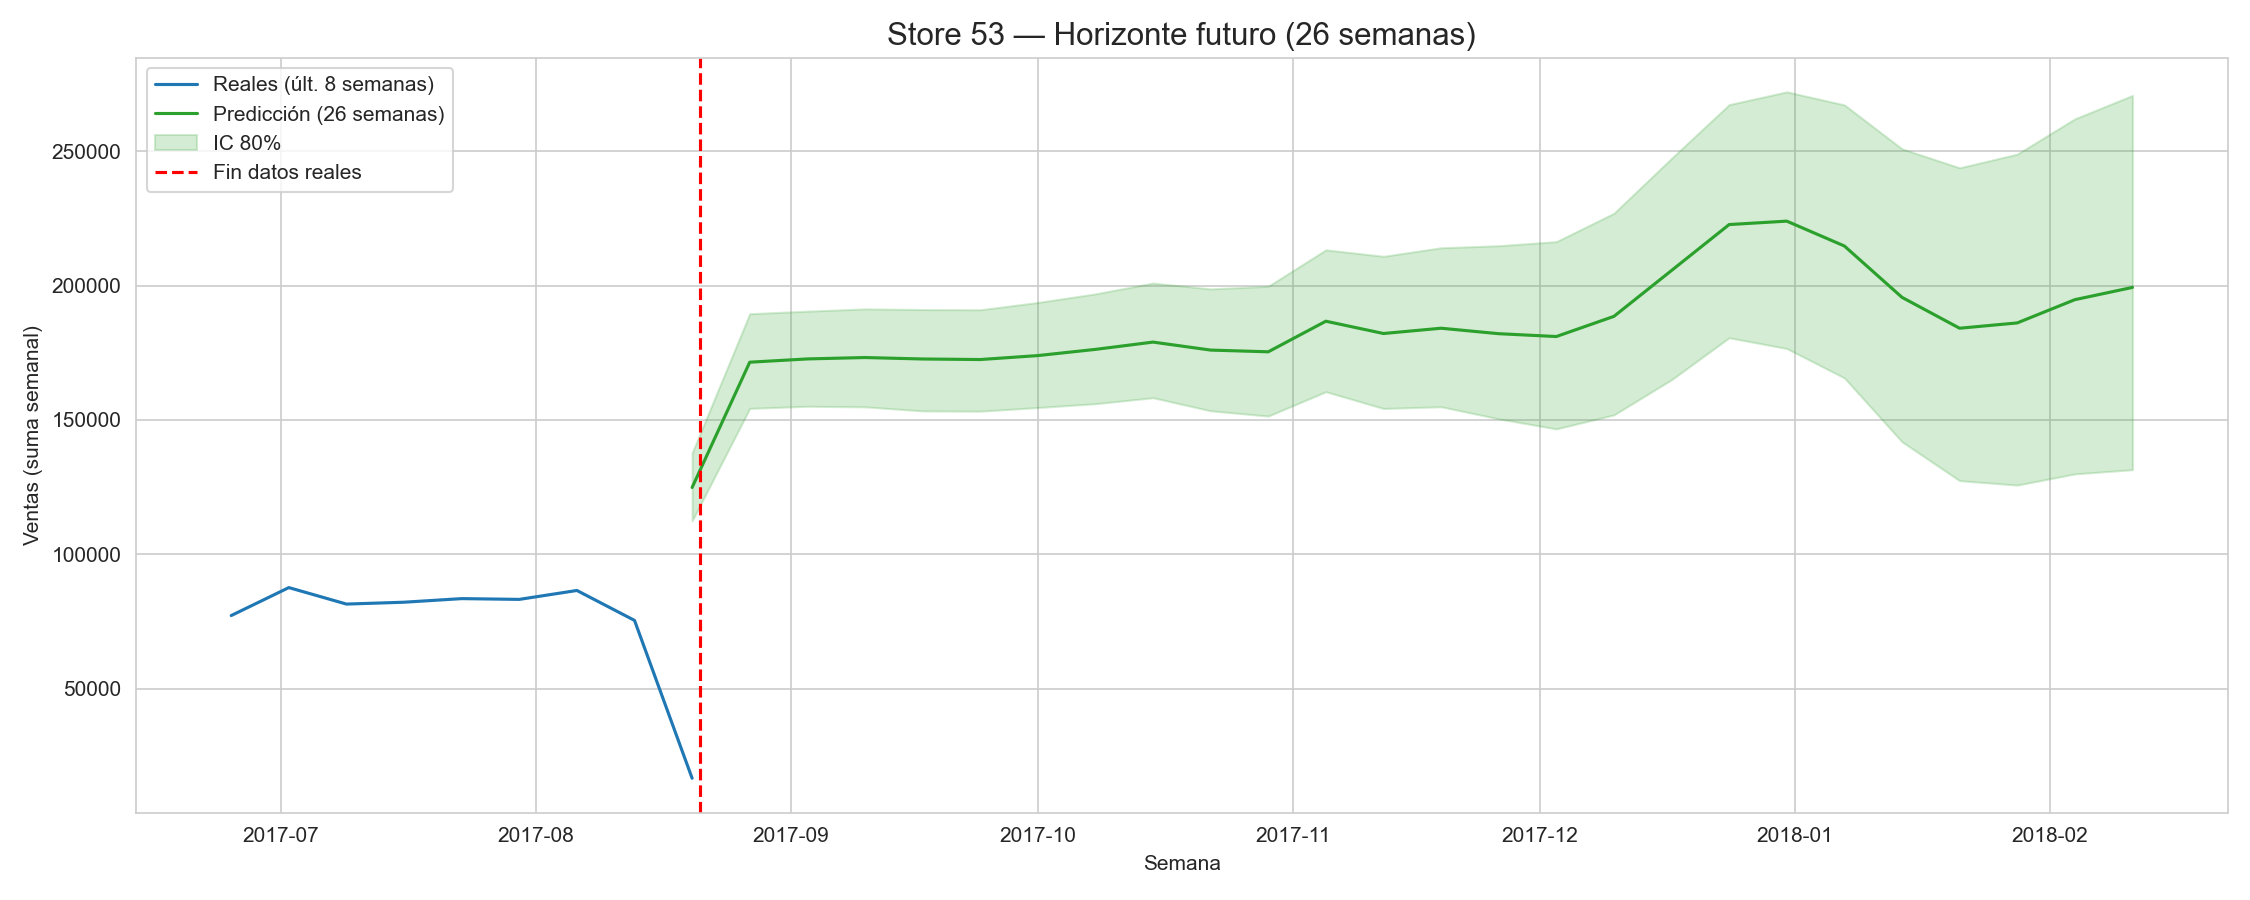 Store 53 — Horizonte futuro (26 semanas)
Reales (últ. 8 semanas)
Predicción (26 semanas)
IC 80%
Fin datos reales
Ventas (suma semanal)
250000
200000
150000
100000
50000
2017-07 2017-08 2017-09 2017-10 2017-11 2017-12 2018-01 2018-02
Semana